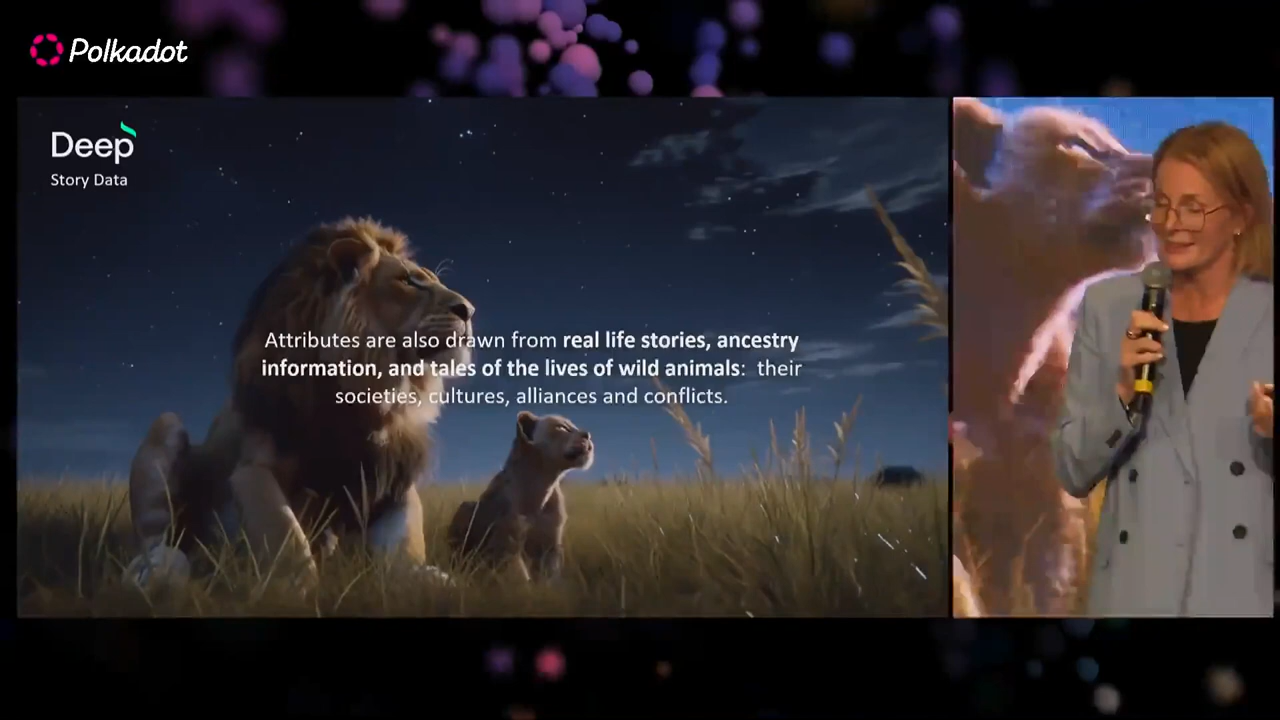 Polkadot
Deep
Story Data
Attributes are also drawn from real life stories, ancestry
information, and tales of the lives of wild animals: their
societies, cultures, alliances and conflicts.